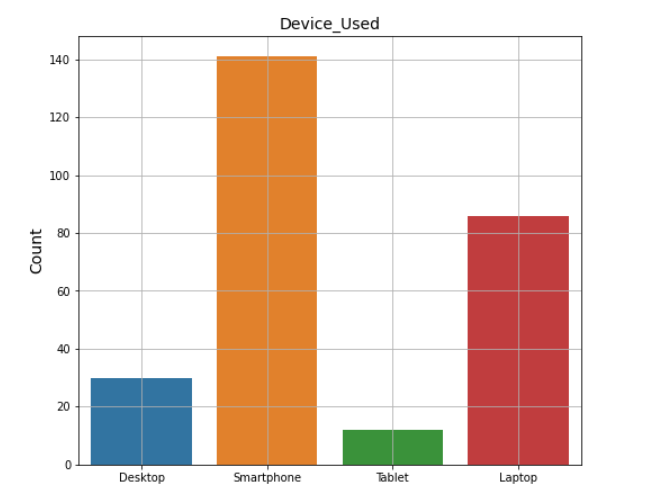 Device_Used
Count
140
120
100
80
60
40
20
0
Desktop
Smartphone
Tablet
Laptop